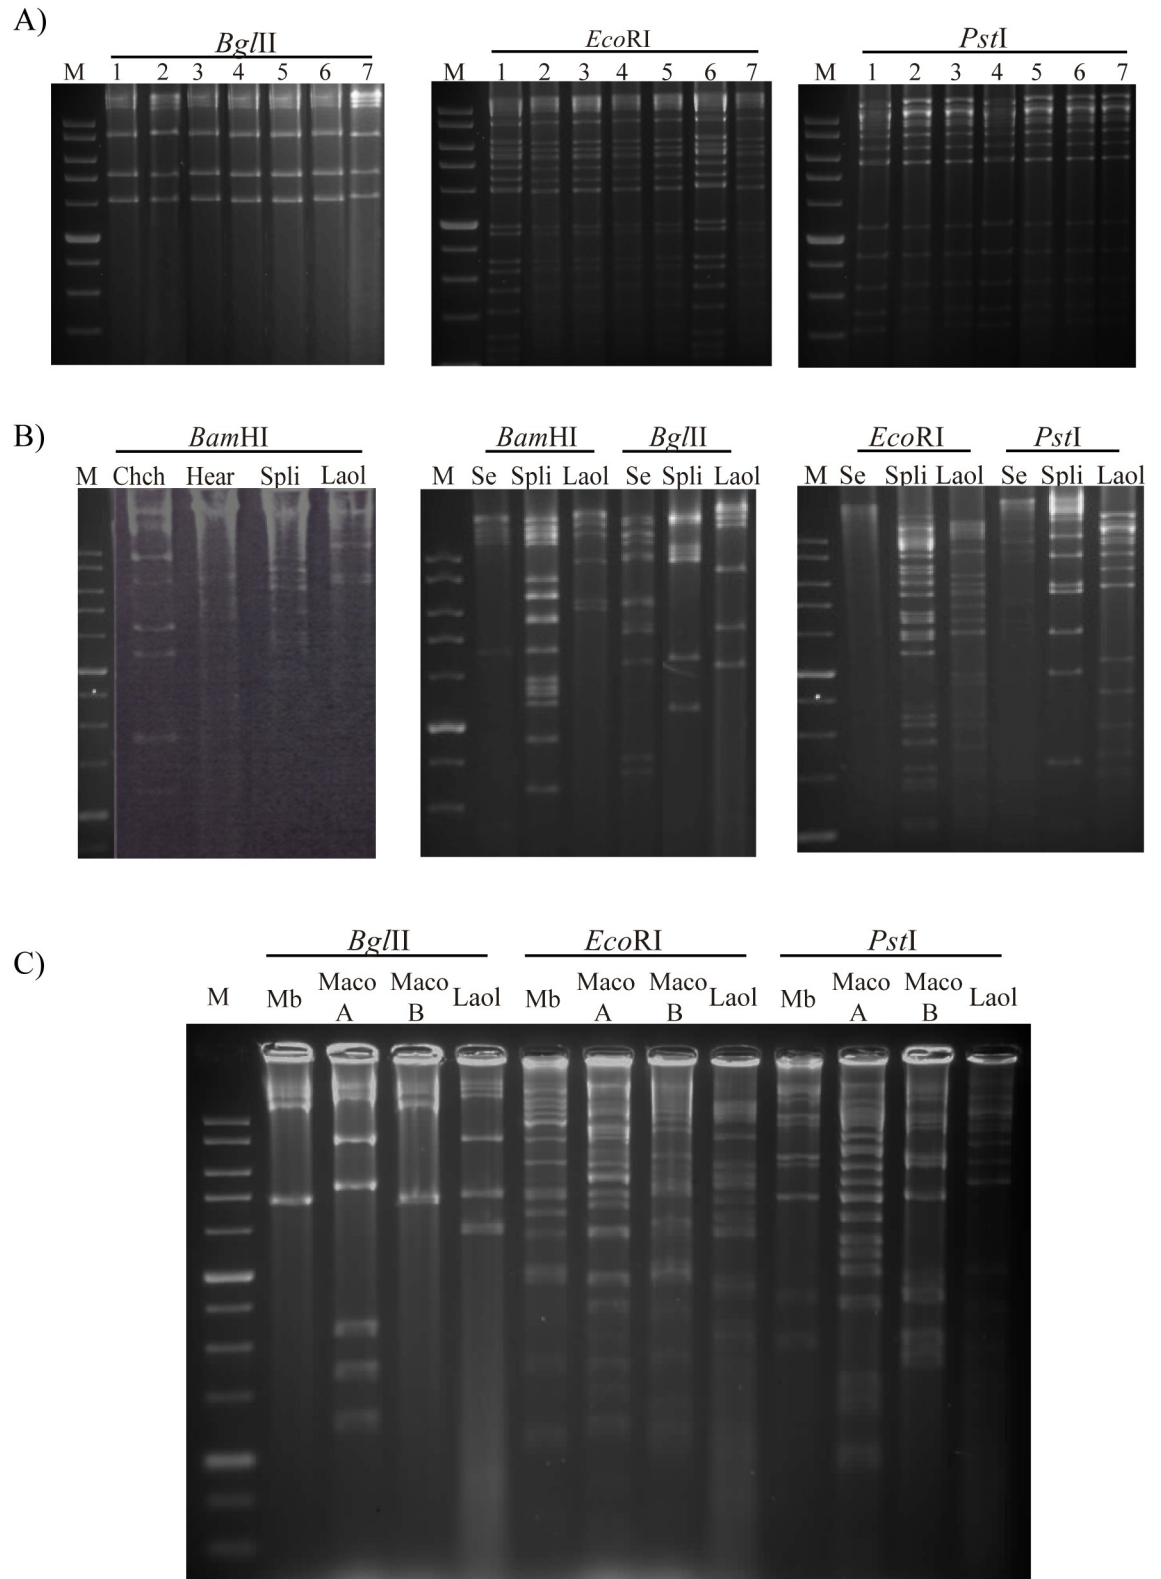 A)
BglII
EcoRI
PstI
M 1 2 3 4 5 6 7
M 1 2 3 4 5 6 7
M 1 2 3 4 5 6 7
B)
BamHI
BamHI
BglII
EcoRI
PstI
M Chch Hear Spli Laol
M Se Spli Laol Se Spli Laol
M Se Spli Laol Se Spli Laol
C)
BglII
EcoRI
PstI
M Mb Maco A Maco B Laol Mb Maco A Maco B Laol Mb Maco A Maco B Laol